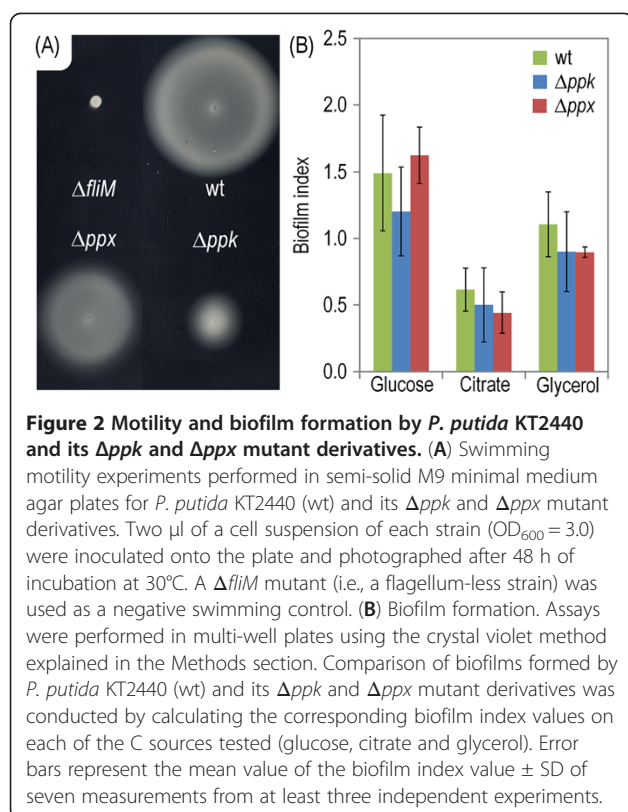 (A)
ΔfliM
wt
Δppx
Δppk
(B)
2.5
2.0
1.5
1.0
0.5
0.0
Biofilm index
wt
Δppk
Δppx
Glucose
Citrate
Glycerol
Figure 2 Motility and biofilm formation by P. putida KT2440
and its Δppk and Δppx mutant derivatives. (A) Swimming
motility experiments performed in semi-solid M9 minimal medium
agar plates for P. putida KT2440 (wt) and its Δppk and Δppx mutant
derivatives. Two μl of a cell suspension of each strain (OD600 = 3.0)
were inoculated onto the plate and photographed after 48 h of
incubation at 30°C. A ΔfliM mutant (i.e., a flagellum-less strain) was
used as a negative swimming control. (B) Biofilm formation. Assays
were performed in multi-well plates using the crystal violet method
explained in the Methods section. Comparison of biofilms formed by
P. putida KT2440 (wt) and its Δppk and Δppx mutant derivatives was
conducted by calculating the corresponding biofilm index values on
each of the C sources tested (glucose, citrate and glycerol). Error
bars represent the mean value of the biofilm index value ± SD of
seven measurements from at least three independent experiments.